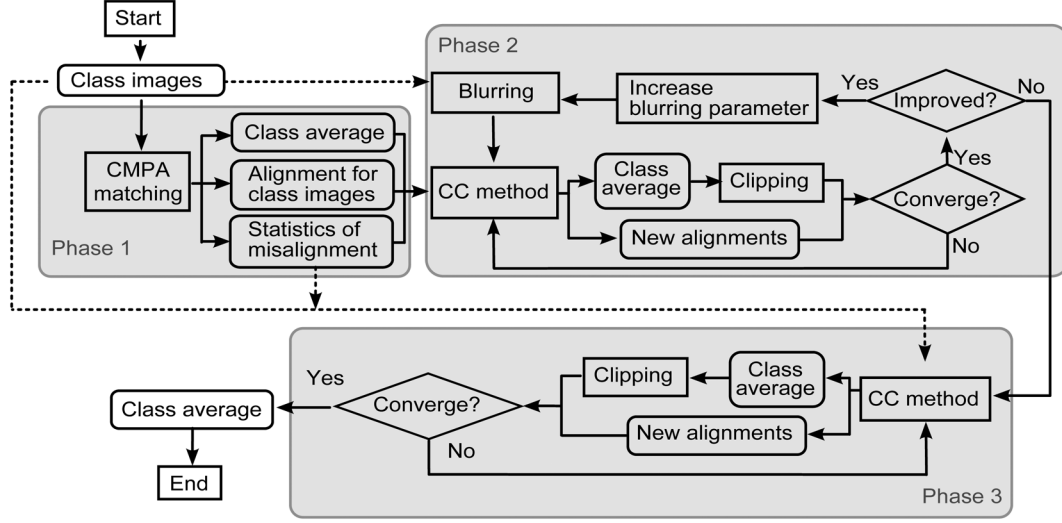 Start
Class images
Phase 1
CMPA
matching
Class average
Alignment for
class images
Statistics of
misalignment
Phase 2
Blurring
Increase
blurring parameter
Yes
Improved?
No
CC method
Class
average
Clipping
New alignments
Yes
Converge?
No
Phase 3
CC method
Class
average
Clipping
New alignments
Converge?
Yes
No
Class average
End